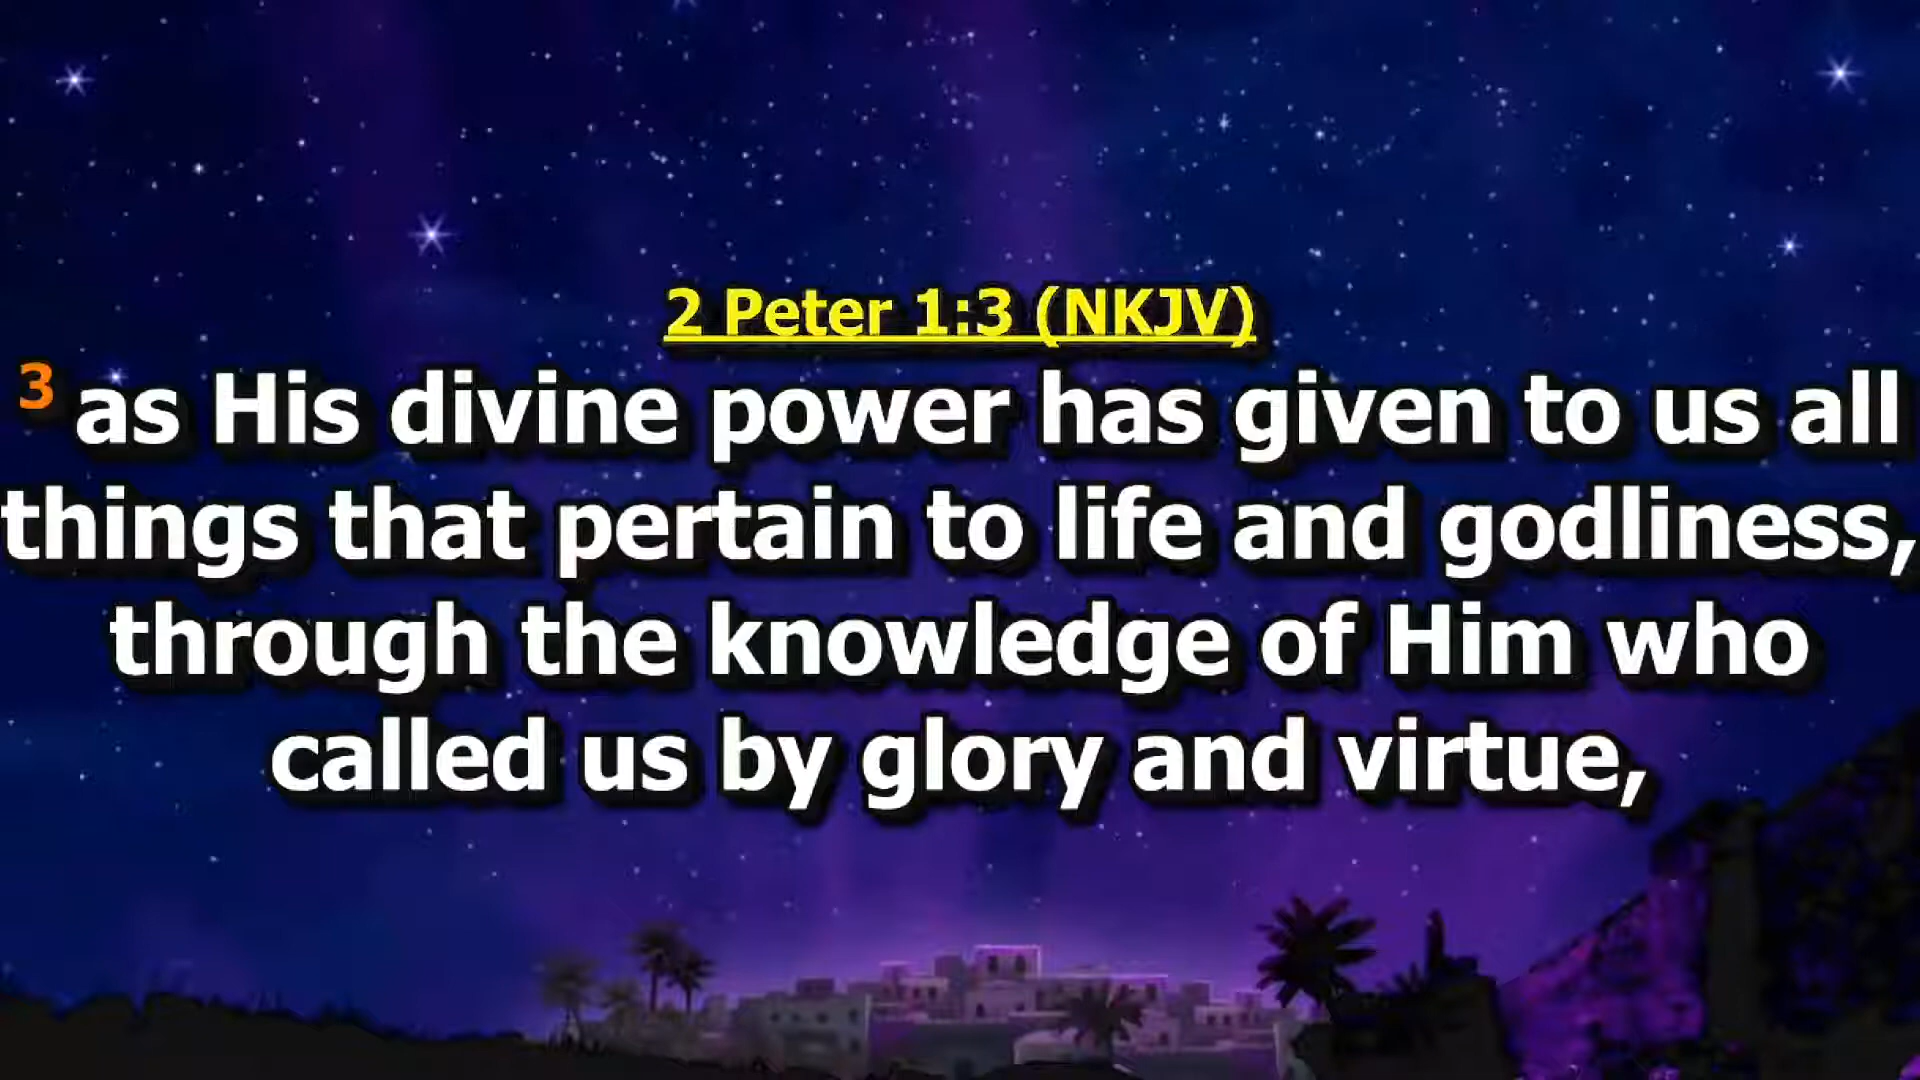 2 Peter 1:3 (NKJV)
3 as His divine power has given to us all
things that pertain to life and godliness,
through the knowledge of Him who
called us by glory and virtue,